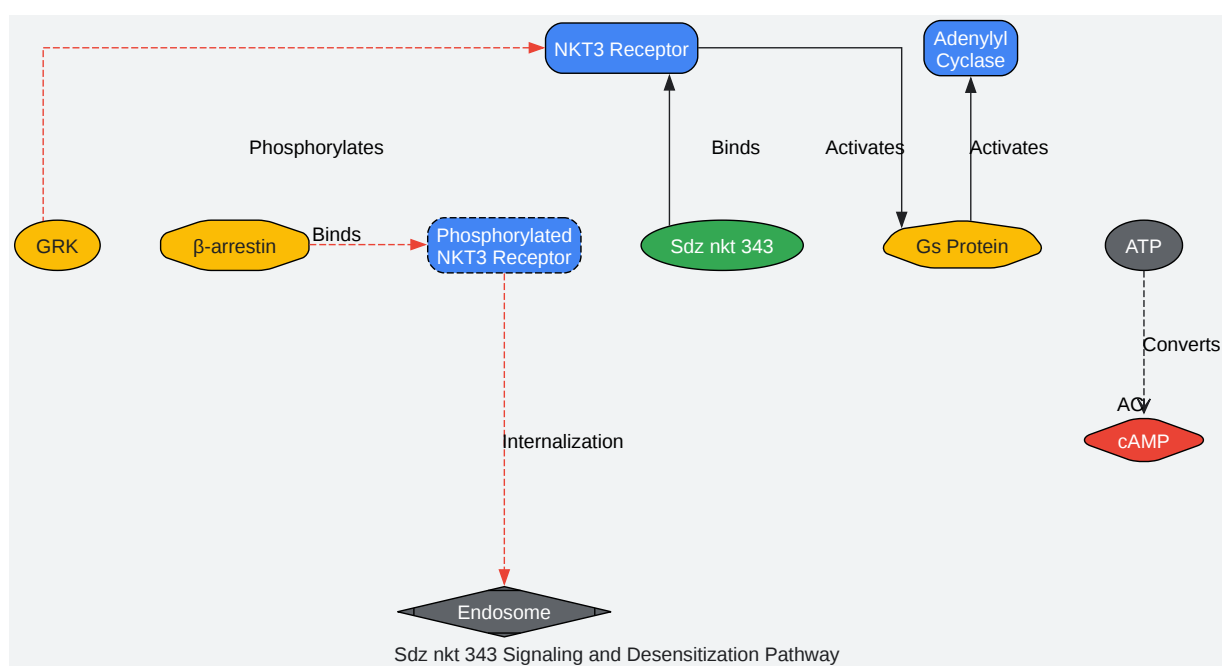 NKT3 Receptor
Adenylyl
Cyclase
Phosphorylates
Binds
Activates
Activates
GRK
β-arrestin
Binds
Phosphorylated
NKT3 Receptor
Sdz nkt 343
Gs Protein
ATP
Converts
AC
cAMP
Internalization
Endosome
Sdz nkt 343 Signaling and Desensitization Pathway